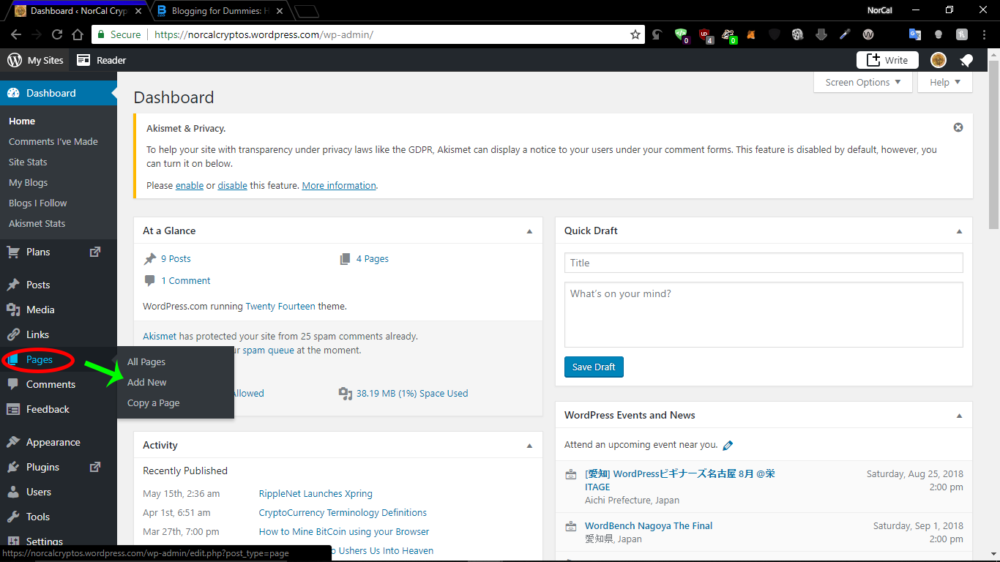 Dashboard ‹ NorCal Cryp
Blogging for Dummies: H
NorCal
Secure
https://norcalcryptos.wordpress.com/wp-admin/
0
4
0
My Sites
Reader
Write
Dashboard
Home
Comments I've Made
Site Stats
My Blogs
Blogs I Follow
Akismet Stats
Plans
Posts
Media
Links
Pages
Comments
Feedback
Appearance
Plugins
Users
Tools
Settings
All Pages
Add New
Copy a Page
Screen Options
Help
Dashboard
Akismet & Privacy.
To help your site with transparency under privacy laws like the GDPR, Akismet can display a notice to your users under your comment forms. This feature is disabled by default, however, you
can turn it on below.
Please enable or disable this feature. More information.
At a Glance
9 Posts
4 Pages
1 Comment
WordPress.com running Twenty Fourteen theme.
Akismet has protected your site from 25 spam comments already.
ur spam queue at the moment.
Allowed
38.19 MB (1%) Space Used
Activity
Recently Published
May 15th, 2:36 am
RippleNet Launches Xpring
Apr 1st, 6:51 am
CryptoCurrency Terminology Definitions
Mar 27th, 7:00 pm
How to Mine BitCoin using your Browser
o Ushers Us Into Heaven
Quick Draft
Title
What's on your mind?
Save Draft
WordPress Events and News
Attend an upcoming event near you.
[愛知] WordPressビギナーズ名古屋 8月 @栄
ITAGE
Aichi Prefecture, Japan
Saturday, Aug 25, 2018
2:00 pm
WordBench Nagoya The Final
愛知県, Japan
Saturday, Sep 1, 2018
2:00 pm
https://norcalcryptos.wordpress.com/wp-admin/edit.php?post_type=page